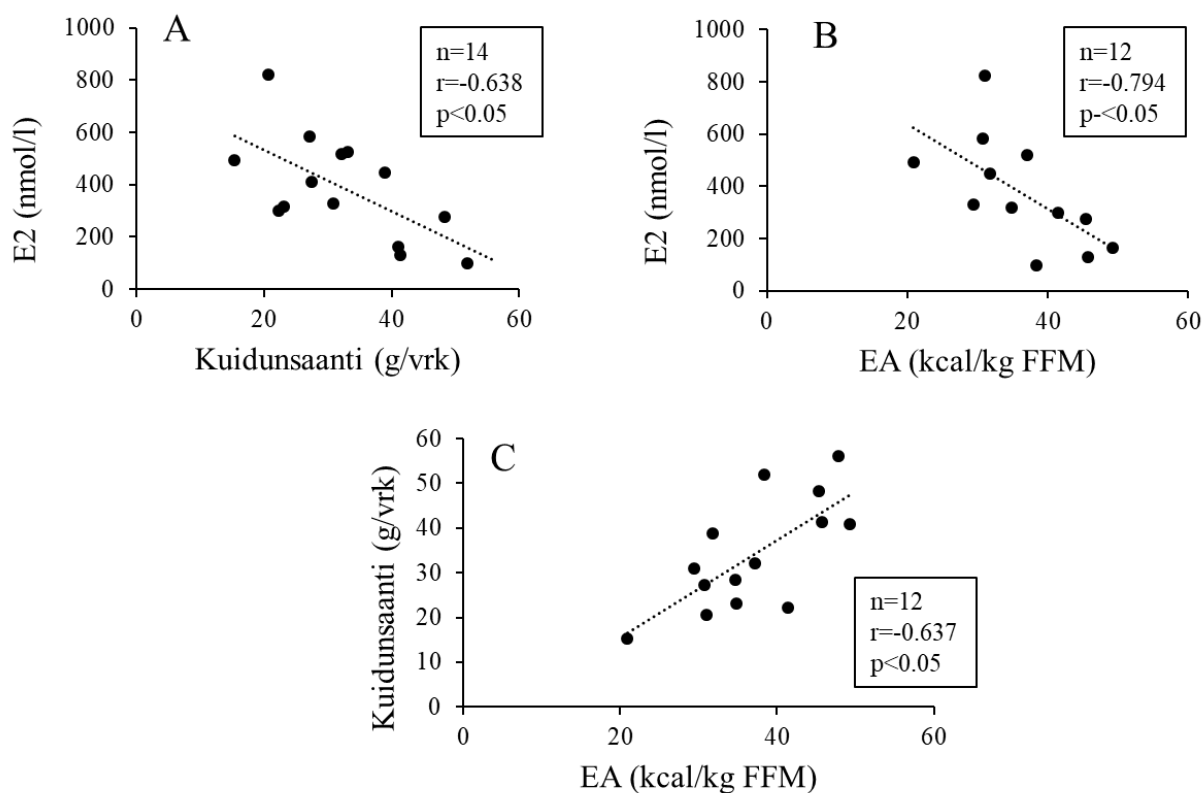 A
n=14
r=-0.638
p<0.05
E2 (nmol/l)
1000
800
600
400
200
0
0 20 40 60
Kuidunsaanti (g/vrk)
B
n=12
r=-0.794
p-<0.05
E2 (nmol/l)
1000
800
600
400
200
0
0 20 40 60
EA (kcal/kg FFM)
C
n=12
r=-0.637
p<0.05
Kuidunsaanti (g/vrk)
60
50
40
30
20
10
0
0 20 40 60
EA (kcal/kg FFM)